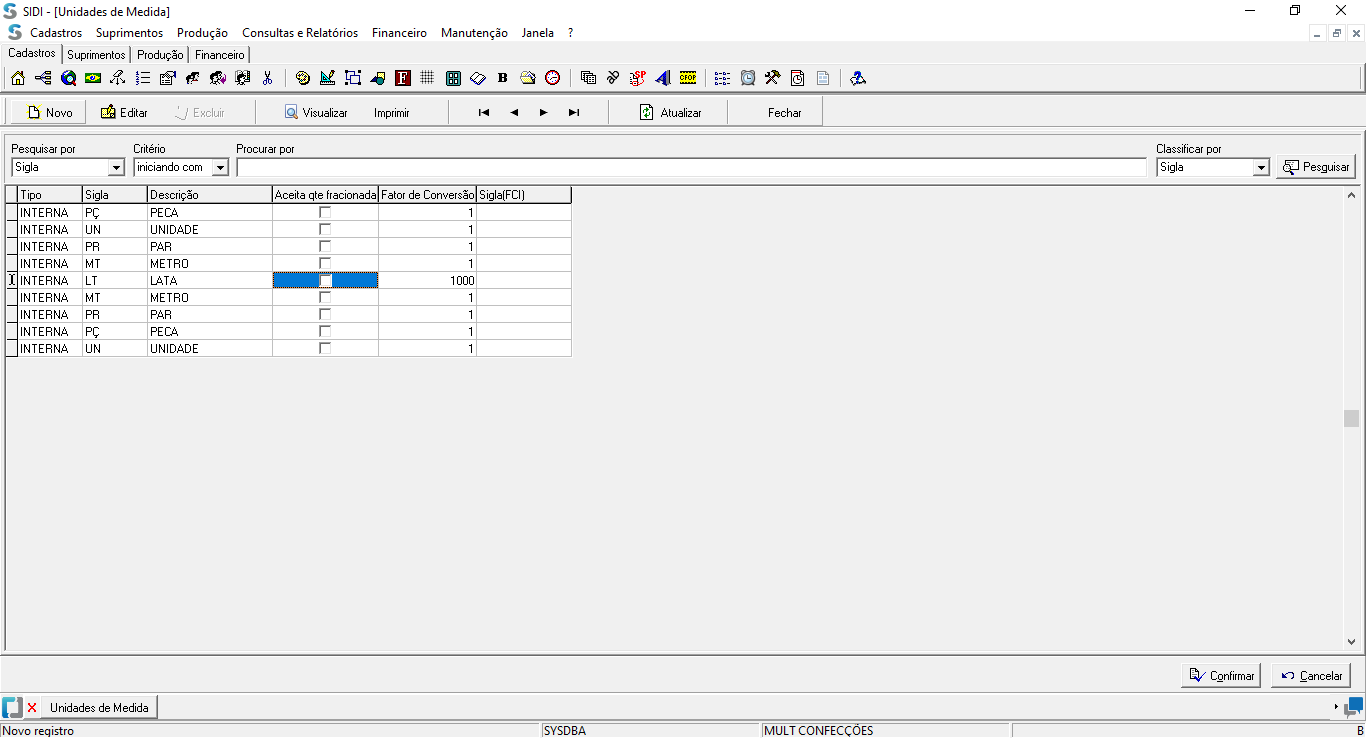 SIDI - [Unidades de Medida]
Cadastros Suprimentos Produção Consultas e Relatórios Financeiro Manutenção Janela ?
Cadastros Suprimentos Produção Financeiro
F B SP CFOP
Novo Editar Excluir Visualizar Imprimir Atualizar Fechar
Pesquisar por Critério Procurar por Classificar por
Sigla iniciando com Sigla Pesquisar
Tipo Sigla Descrição Aceita qte fracionada Fator de Conversão Sigla(FCI)
INTERNA PÇ PECA 1
INTERNA UN UNIDADE 1
INTERNA PR PAR 1
INTERNA MT METRO 1
INTERNA LT LATA 1000
INTERNA MT METRO 1
INTERNA PR PAR 1
INTERNA PÇ PECA 1
INTERNA UN UNIDADE 1
Confirmar Cancelar
Unidades de Medida
Novo registro SYSDBA MULT CONFECÇÕES B